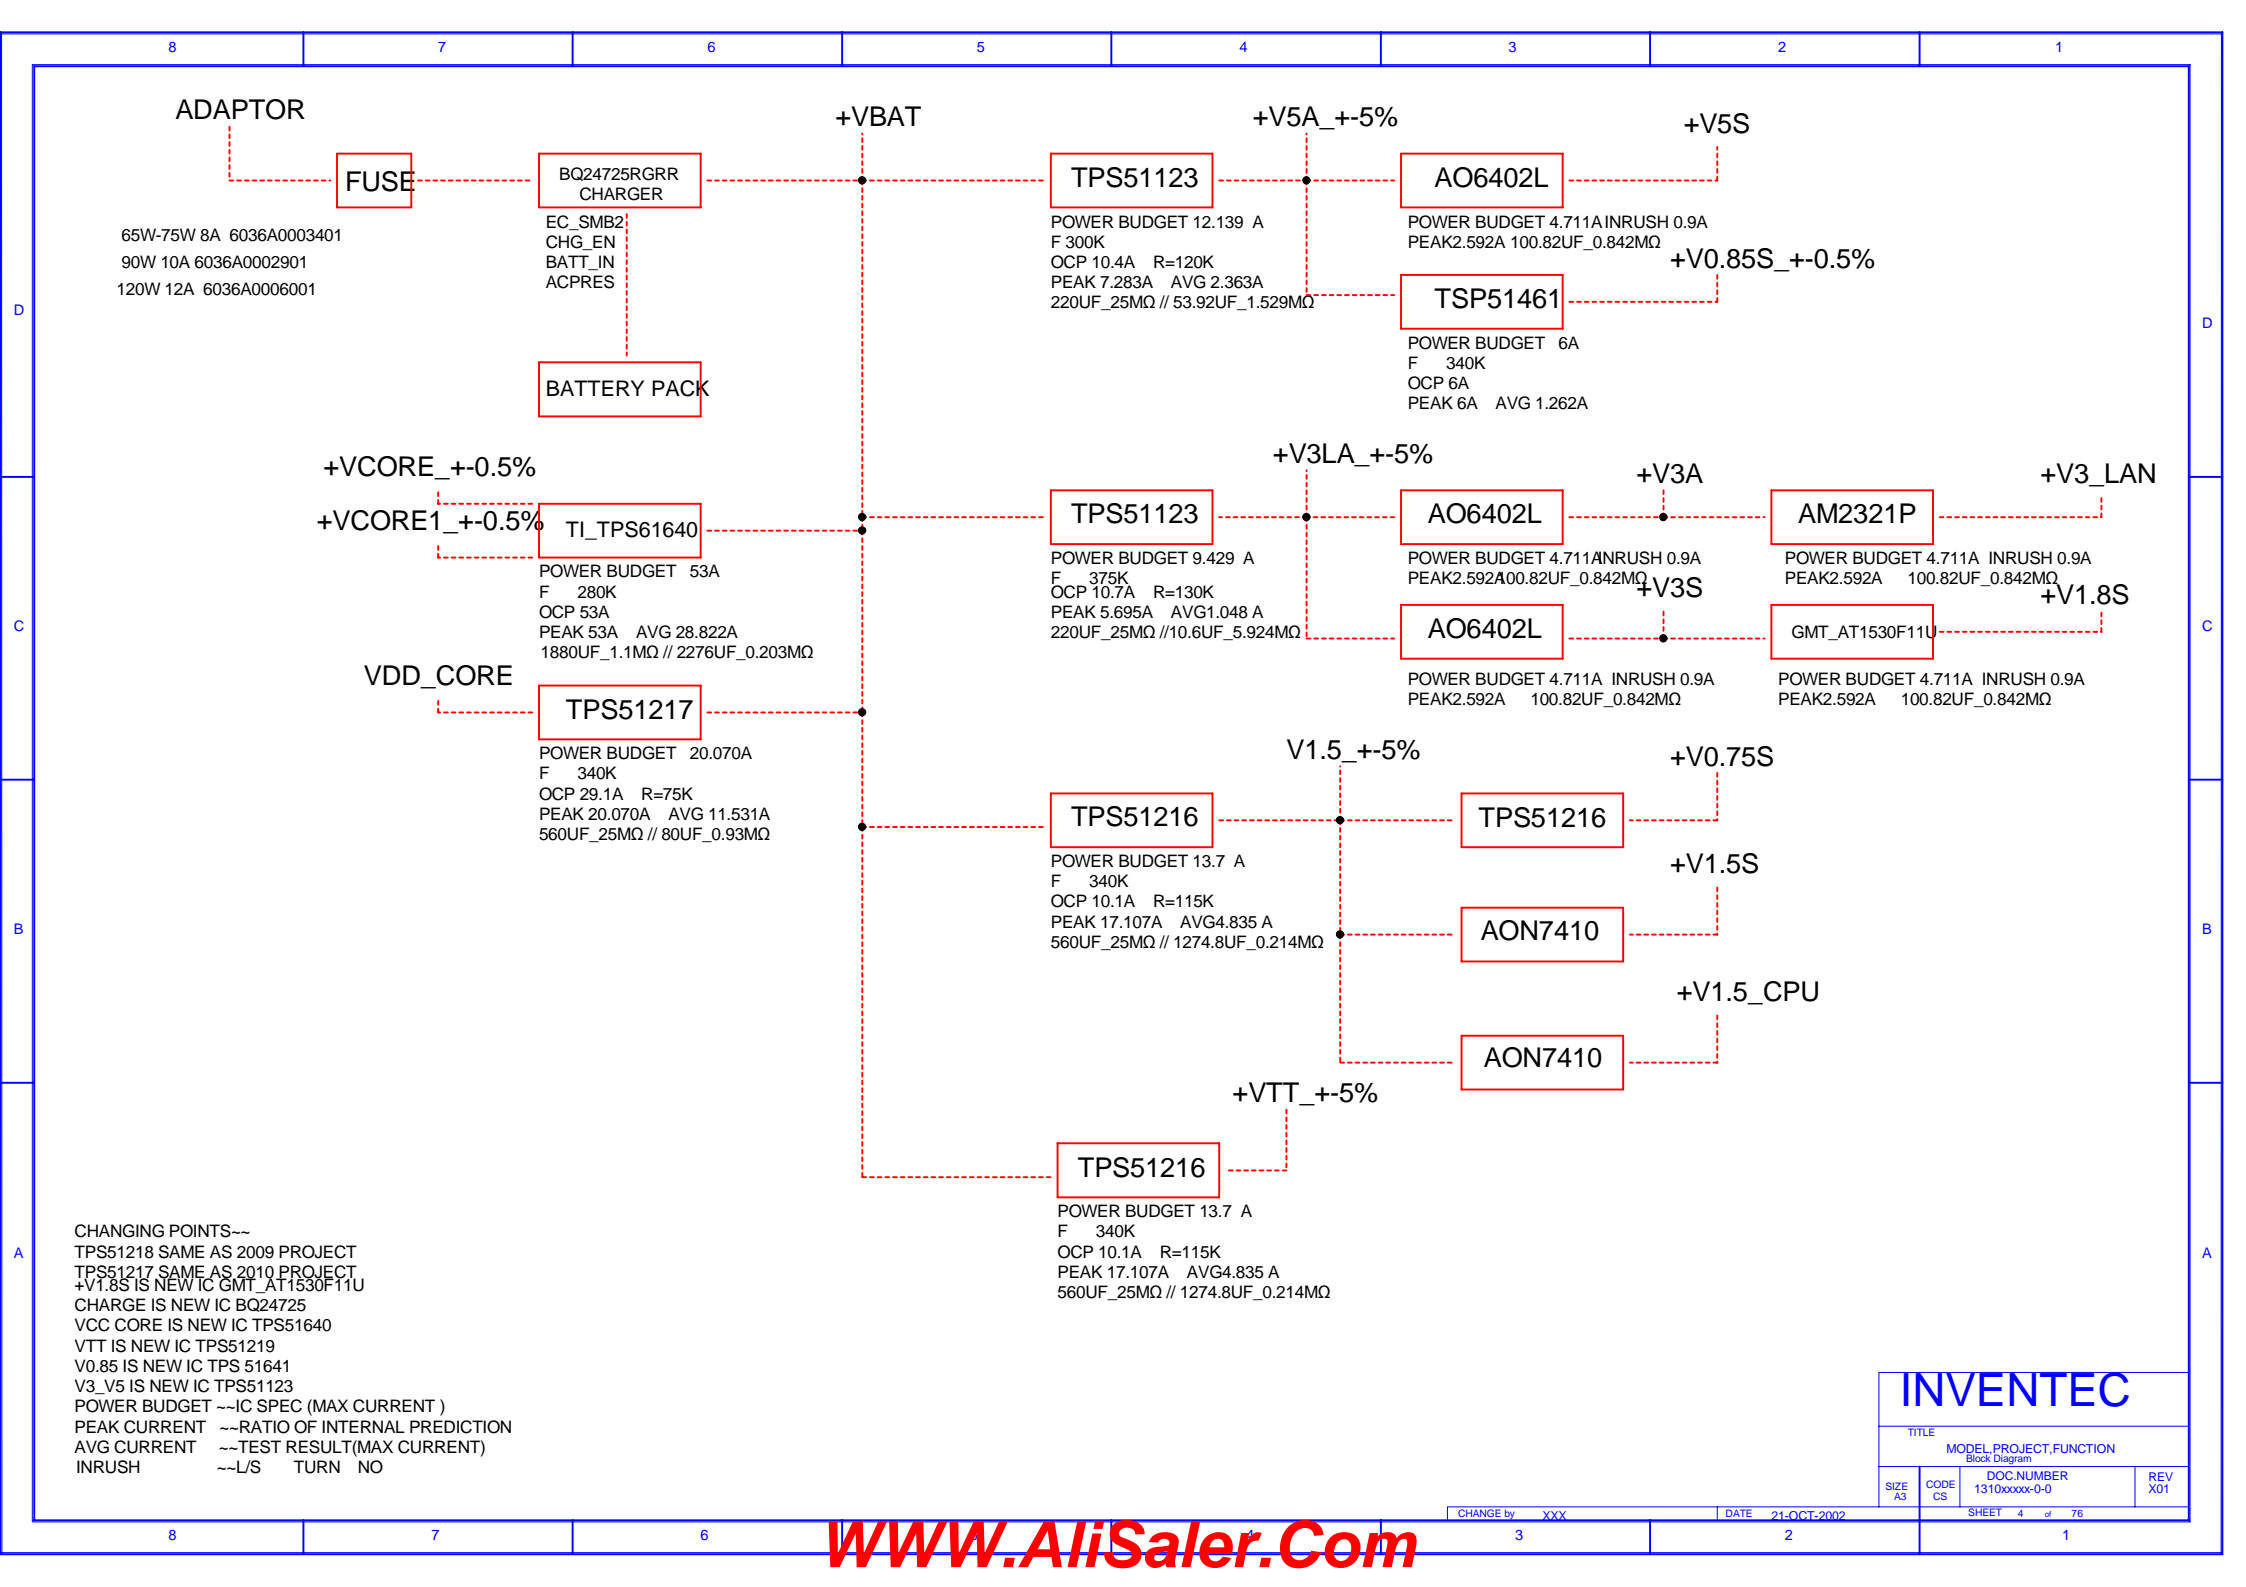 8 7 6 5 4 3 2 1
ADAPTOR
FUSE
BQ24725RGRR
CHARGER
65W-75W 8A 6036A0003401
90W 10A 6036A0002901
120W 12A 6036A0006001
EC_SMB2
CHG_EN
BATT_IN
ACPRES
BATTERY PACK
+VBAT
+V5A_+-5%
TPS51123
POWER BUDGET 12.139 A
F 300K
OCP 10.4A R=120K
PEAK 7.283A AVG 2.363A
220UF_25MΩ // 53.92UF_1.529MΩ
+V5S
AO6402L
POWER BUDGET 4.711A INRUSH 0.9A
PEAK2.592A 100.82UF_0.842MΩ
+V0.85S_+-0.5%
TSP51461
POWER BUDGET 6A
F 340K
OCP 6A
PEAK 6A AVG 1.262A
D
D
+VCORE_+-0.5%
+VCORE1_+-0.5%
TI_TPS61640
POWER BUDGET 53A
F 280K
OCP 53A
PEAK 53A AVG 28.822A
1880UF_1.1MΩ // 2276UF_0.203MΩ
+V3LA_+-5%
TPS51123
POWER BUDGET 9.429 A
F 375K
OCP 10.7A R=130K
PEAK 5.695A AVG1.048 A
220UF_25MΩ //10.6UF_5.924MΩ
+V3A
AO6402L
POWER BUDGET 4.711A INRUSH 0.9A
PEAK2.592A 100.82UF_0.842MΩ
+V3_LAN
AM2321P
POWER BUDGET 4.711A INRUSH 0.9A
PEAK2.592A 100.82UF_0.842MΩ
+V3S
AO6402L
POWER BUDGET 4.711A INRUSH 0.9A
PEAK2.592A 100.82UF_0.842MΩ
+V1.8S
GMT_AT1530F11U
POWER BUDGET 4.711A INRUSH 0.9A
PEAK2.592A 100.82UF_0.842MΩ
C
C
VDD_CORE
TPS51217
POWER BUDGET 20.070A
F 340K
OCP 29.1A R=75K
PEAK 20.070A AVG 11.531A
560UF_25MΩ // 80UF_0.93MΩ
V1.5_+-5%
TPS51216
POWER BUDGET 13.7 A
F 340K
OCP 10.1A R=115K
PEAK 17.107A AVG4.835 A
560UF_25MΩ // 1274.8UF_0.214MΩ
+V0.75S
TPS51216
+V1.5S
AON7410
+V1.5_CPU
AON7410
B
B
+VTT_+-5%
TPS51216
POWER BUDGET 13.7 A
F 340K
OCP 10.1A R=115K
PEAK 17.107A AVG4.835 A
560UF_25MΩ // 1274.8UF_0.214MΩ
A
A
CHANGING POINTS~~
TPS51218 SAME AS 2009 PROJECT
TPS51217 SAME AS 2010 PROJECT
+V1.8S IS NEW IC GMT_AT1530F11U
CHARGE IS NEW IC BQ24725
VCC CORE IS NEW IC TPS51640
VTT IS NEW IC TPS51219
V0.85 IS NEW IC TPS 51641
V3_V5 IS NEW IC TPS51123
POWER BUDGET ~~IC SPEC (MAX CURRENT )
PEAK CURRENT ~~RATIO OF INTERNAL PREDICTION
AVG CURRENT ~~TEST RESULT(MAX CURRENT)
INRUSH ~~L/S TURN NO
INVENTEC
TITLE
MODEL,PROJECT,FUNCTION
Block Diagram
SIZE
A3
CODE
CS
DOC.NUMBER
1310xxxxx-0-0
REV
X01
CHANGE by XXX
DATE 21-OCT-2002
SHEET 4 of 76
8 7 6 3 2 1
WWW.AliSaler.Com